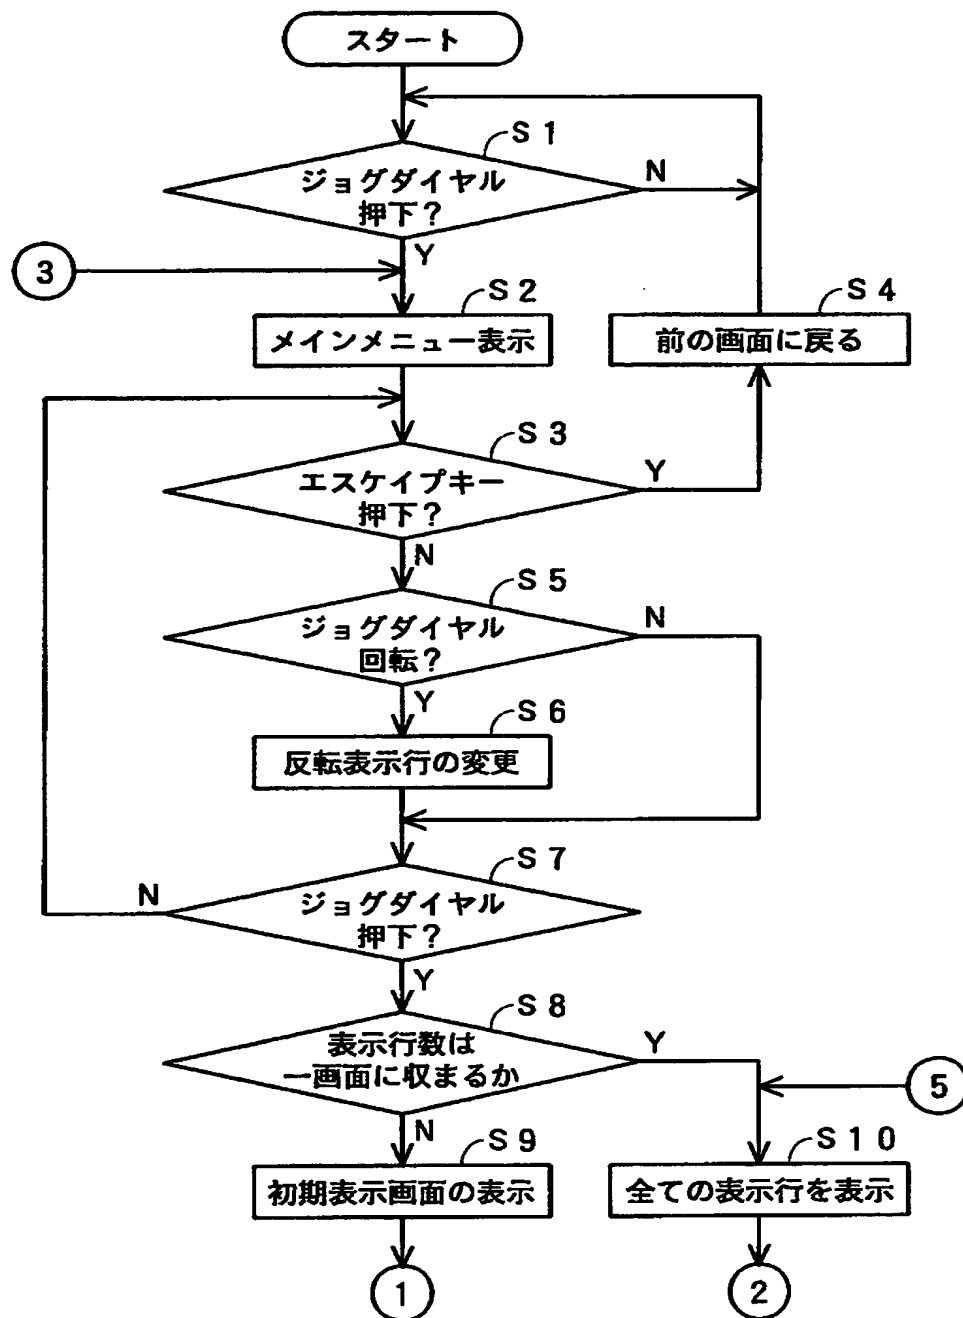 スタート
S1
ジョグダイヤル
押下?
N
Y
3
S2
メインメニュー表示
S4
前の画面に戻る
S3
エスケイプキー
押下?
Y
N
S5
ジョグダイヤル
回転?
N
Y
S6
反転表示行の変更
S7
ジョグダイヤル
押下?
N
Y
S8
表示行数は
一画面に収まるか
Y
5
N
S9
初期表示画面の表示
S10
全ての表示行を表示
1
2